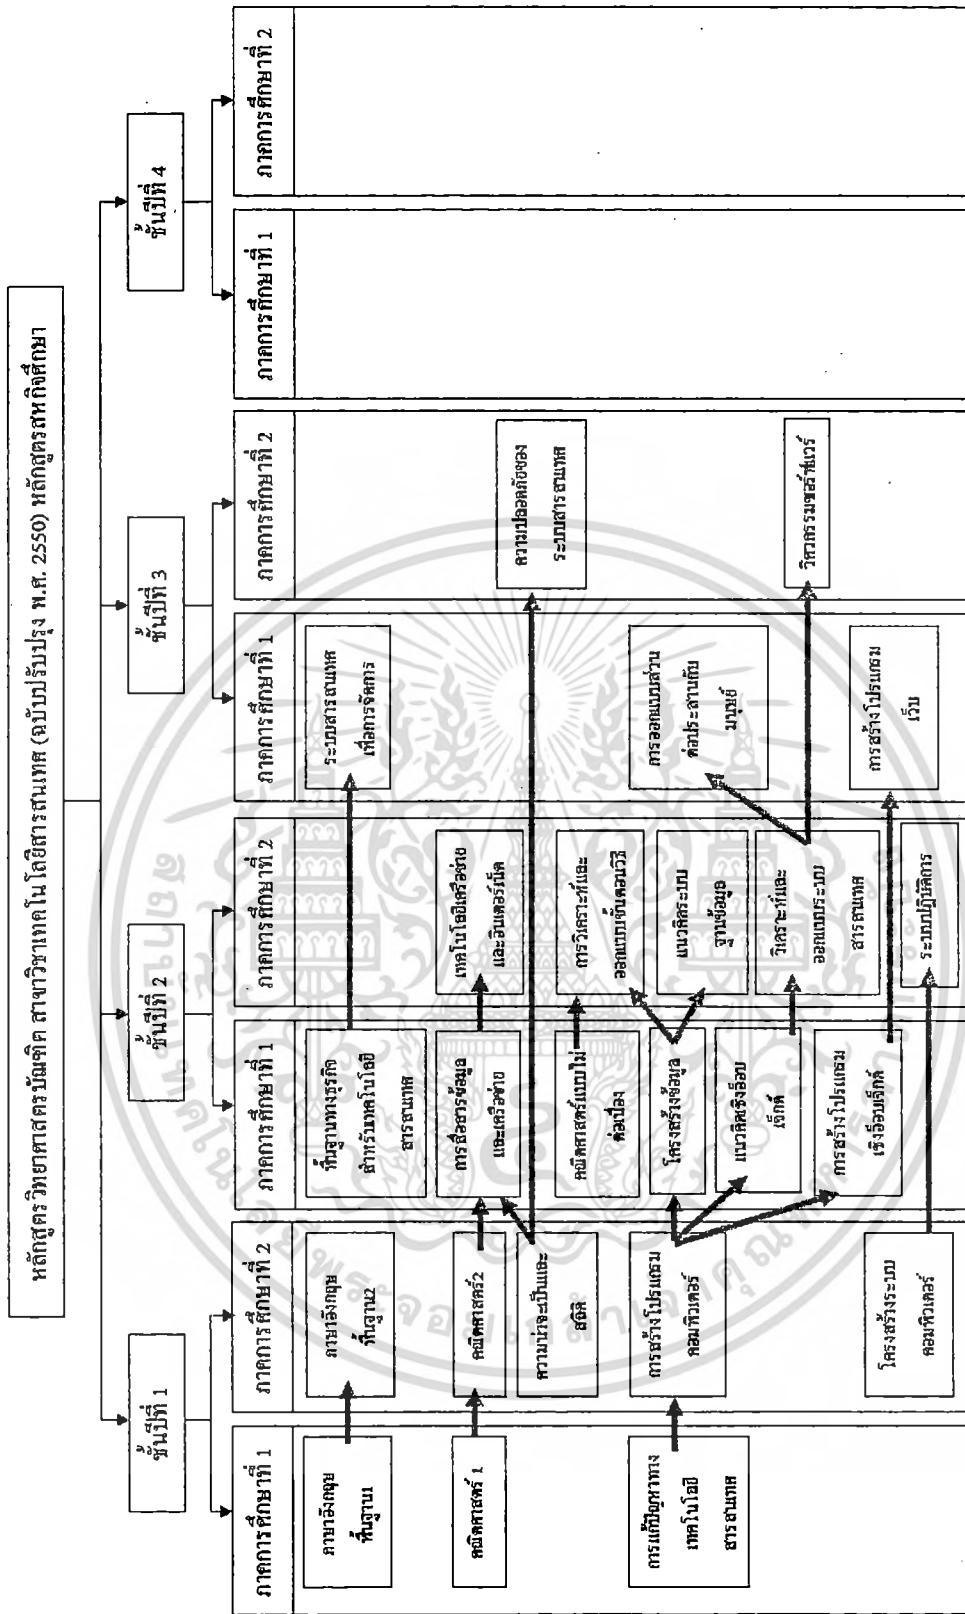 หลักสูตรวิทยาศาสตรบัณฑิต สาขาวิชาเทคโนโลยีสารสนเทศ (ฉบับปรับปรุง พ.ศ. 2550) หลักสูตรสหกิจศึกษา
ชั้นปีที่ 1
ชั้นปีที่ 2
ชั้นปีที่ 3
ชั้นปีที่ 4
ภาคการศึกษาที่ 1
ภาคการศึกษาที่ 2
ภาคการศึกษาที่ 1
ภาคการศึกษาที่ 2
ภาคการศึกษาที่ 1
ภาคการศึกษาที่ 2
ภาคการศึกษาที่ 1
ภาคการศึกษาที่ 2
ภาษาอังกฤษ
พื้นฐาน1
คณิตศาสตร์ 1
การแก้ปัญหาทาง
เทคโนโลยี
สารสนเทศ
ภาษาอังกฤษ
พื้นฐาน2
คณิตศาสตร์2
ความน่าจะเป็นและ
สถิติ
การสร้างโปรแกรม
คอมพิวเตอร์
โครงสร้างระบบ
คอมพิวเตอร์
พื้นฐานทางธุรกิจ
สำหรับเทคโนโลยี
สารสนเทศ
การสื่อสารข้อมูล
และเครือข่าย
คณิตศาสตร์แบบไม่
ต่อเนื่อง
โครงสร้างข้อมูล
แนวคิดเชิงอ็อบ
เจ็กต์
การสร้างโปรแกรม
เชิงอ็อบเจ็กต์
เทคโนโลยีเครือข่าย
และอินเตอร์เน็ต
การวิเคราะห์และ
ออกแบบขั้นตอนวิธี
แนวคิดระบบ
ฐานข้อมูล
วิเคราะห์และ
ออกแบบระบบ
สารสนเทศ
ระบบปฏิบัติการ
ระบบสารสนเทศ
เพื่อการจัดการ
การออกแบบส่วน
ต่อประสานกับ
มนุษย์
การสร้างโปรแกรม
เว็บ
ความปลอดภัยของ
ระบบสารสนเทศ
วิศวกรรมซอร์ฟแวร์